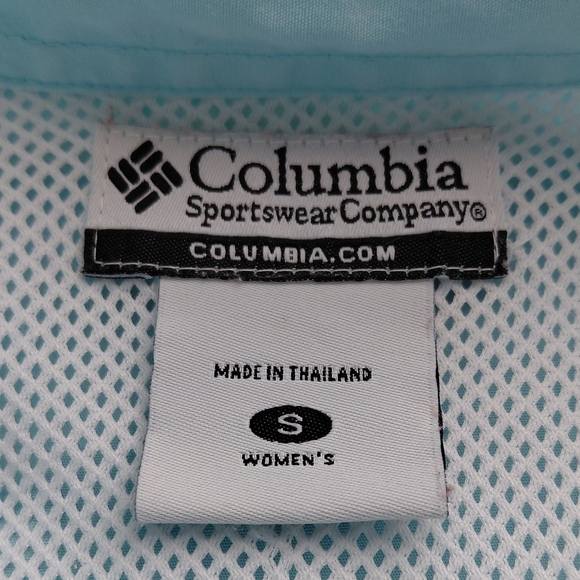 Columbia
Sportswear Company®
COLUMBIA.COM
MADE IN THAILAND
S
WOMEN'S